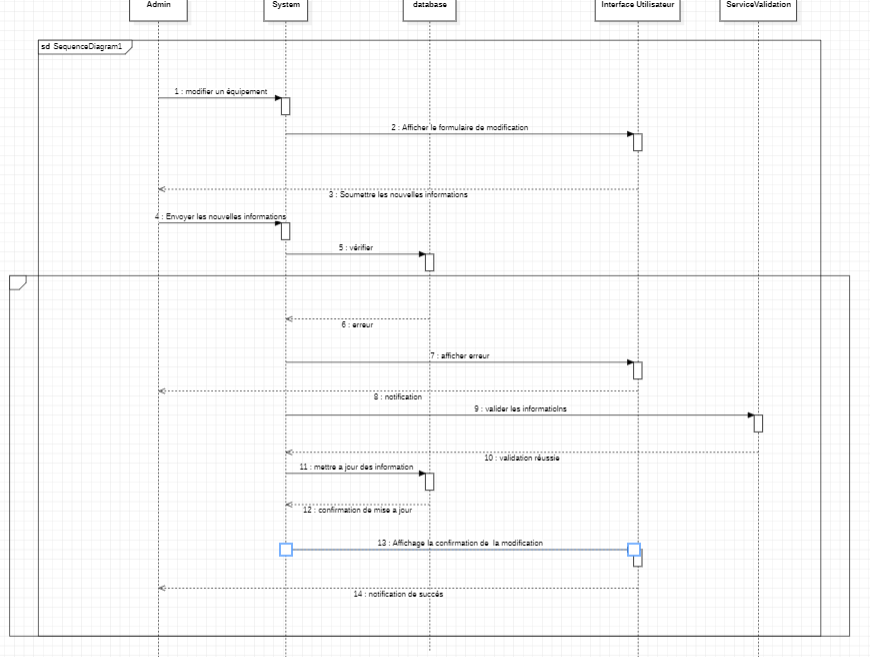 Admin
System
database
Interface Utilisateur
ServiceValidation
sd SequenceDiagram1
1 : modifier un équipement
2 : Afficher le formulaire de modification
3 : Soumettre les nouvelles informations
4 : Envoyer les nouvelles informations
5 : vérifier
6 : erreur
7 : afficher erreur
8 : notification
9 : valider les informatioIns
10 : validation réussie
11 : mettre a jour des information
12 : confirmation de mise a jour
13 : Affichage la confirmation de la modification
14 : notification de succés